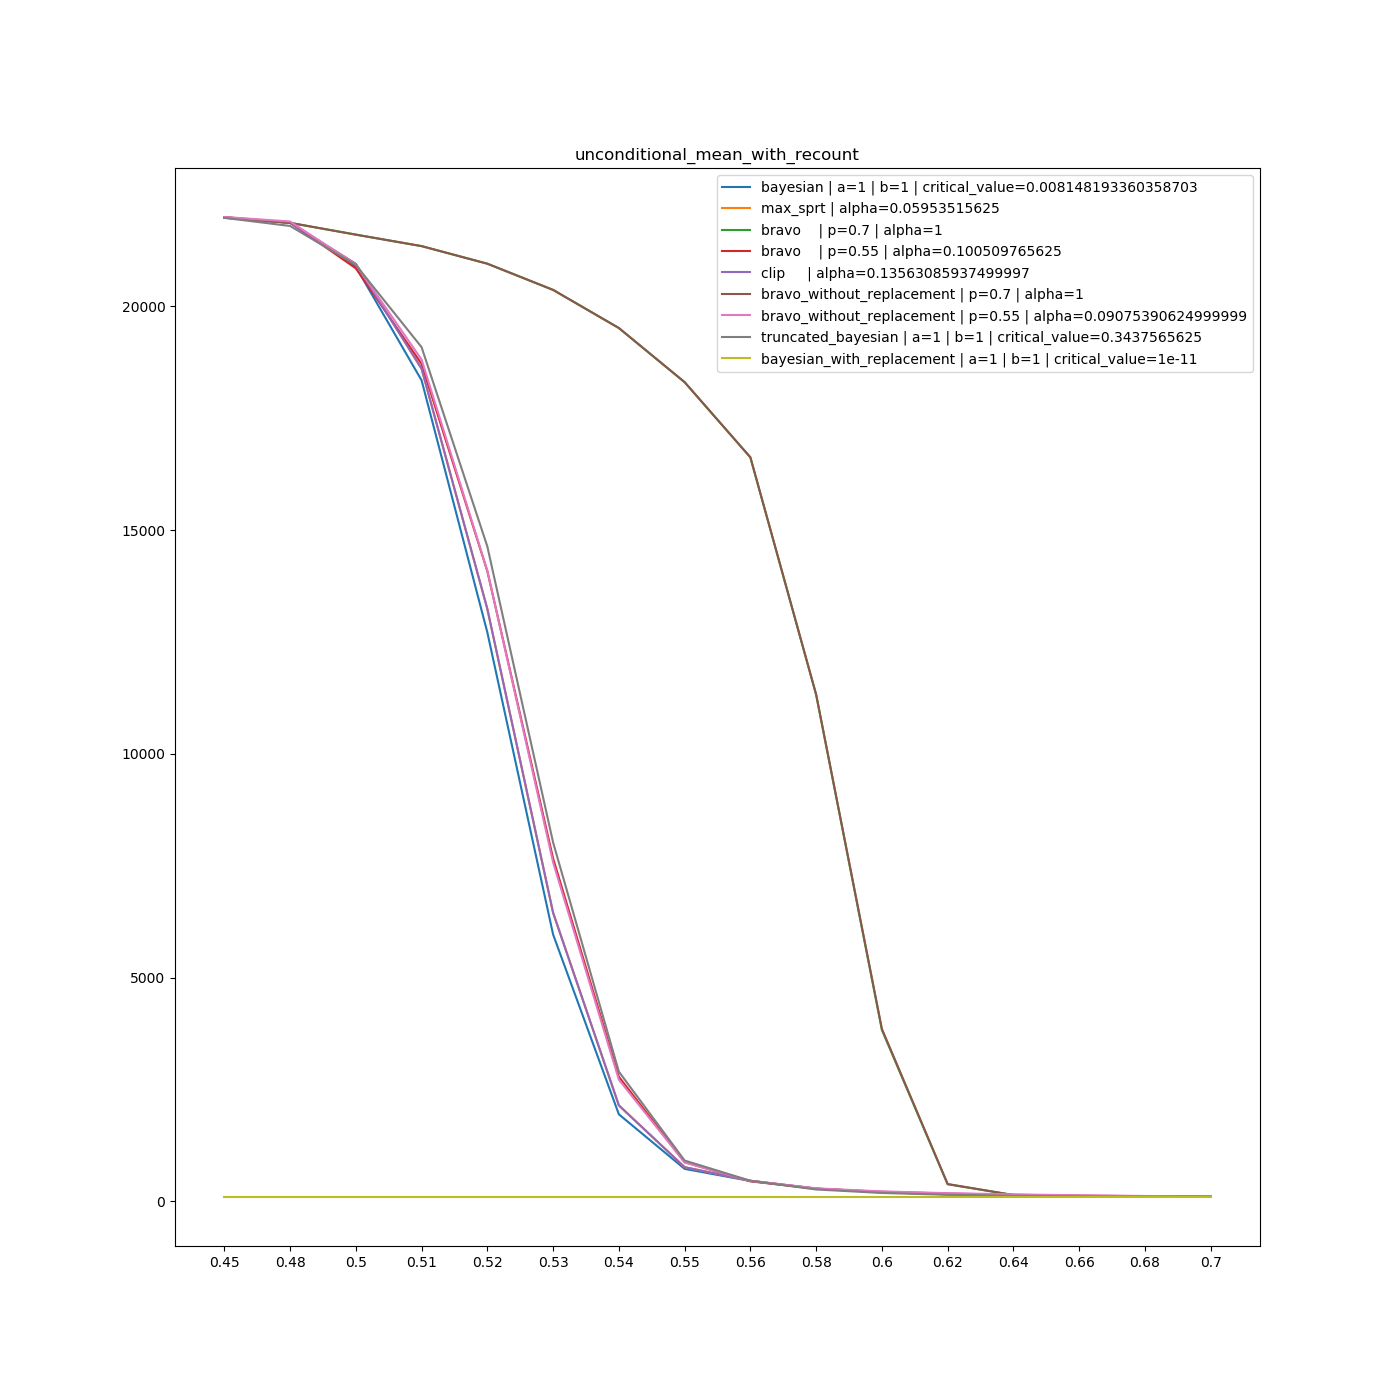 unconditional_mean_with_recount
bayesian | a=1 | b=1 | critical_value=0.008148193360358703
max_sprt | alpha=0.05953515625
bravo    | p=0.7 | alpha=1
bravo    | p=0.55 | alpha=0.100509765625
clip     | alpha=0.13563085937499997
bravo_without_replacement | p=0.7 | alpha=1
bravo_without_replacement | p=0.55 | alpha=0.09075390624999999
truncated_bayesian | a=1 | b=1 | critical_value=0.3437565625
bayesian_with_replacement | a=1 | b=1 | critical_value=1e-11
20000
15000
10000
5000
0
0.45 0.48 0.5 0.51 0.52 0.53 0.54 0.55 0.56 0.58 0.6 0.62 0.64 0.66 0.68 0.7